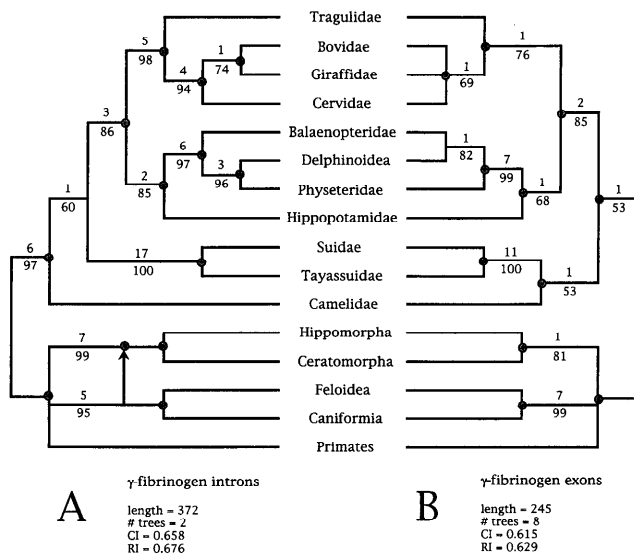 Tragulidae
5
98
1
74
Bovidae
1
76
Giraffidae
1
69
4
94
Cervidae
3
86
2
85
Balaenopteridae
6
97
1
82
Delphinoidea
3
96
7
99
Physeteridae
2
85
1
68
Hippopotamidae
1
60
1
53
Suidae
17
100
11
100
Tayassuidae
6
97
1
53
Camelidae
Hippomorpha
7
99
1
81
Ceratomorpha
Feloidea
5
95
7
99
Caniformia
Primates
A
γ-fibrinogen introns
length = 372
# trees = 2
CI = 0.658
RI = 0.676
B
γ-fibrinogen exons
length = 245
# trees = 8
CI = 0.615
RI = 0.629